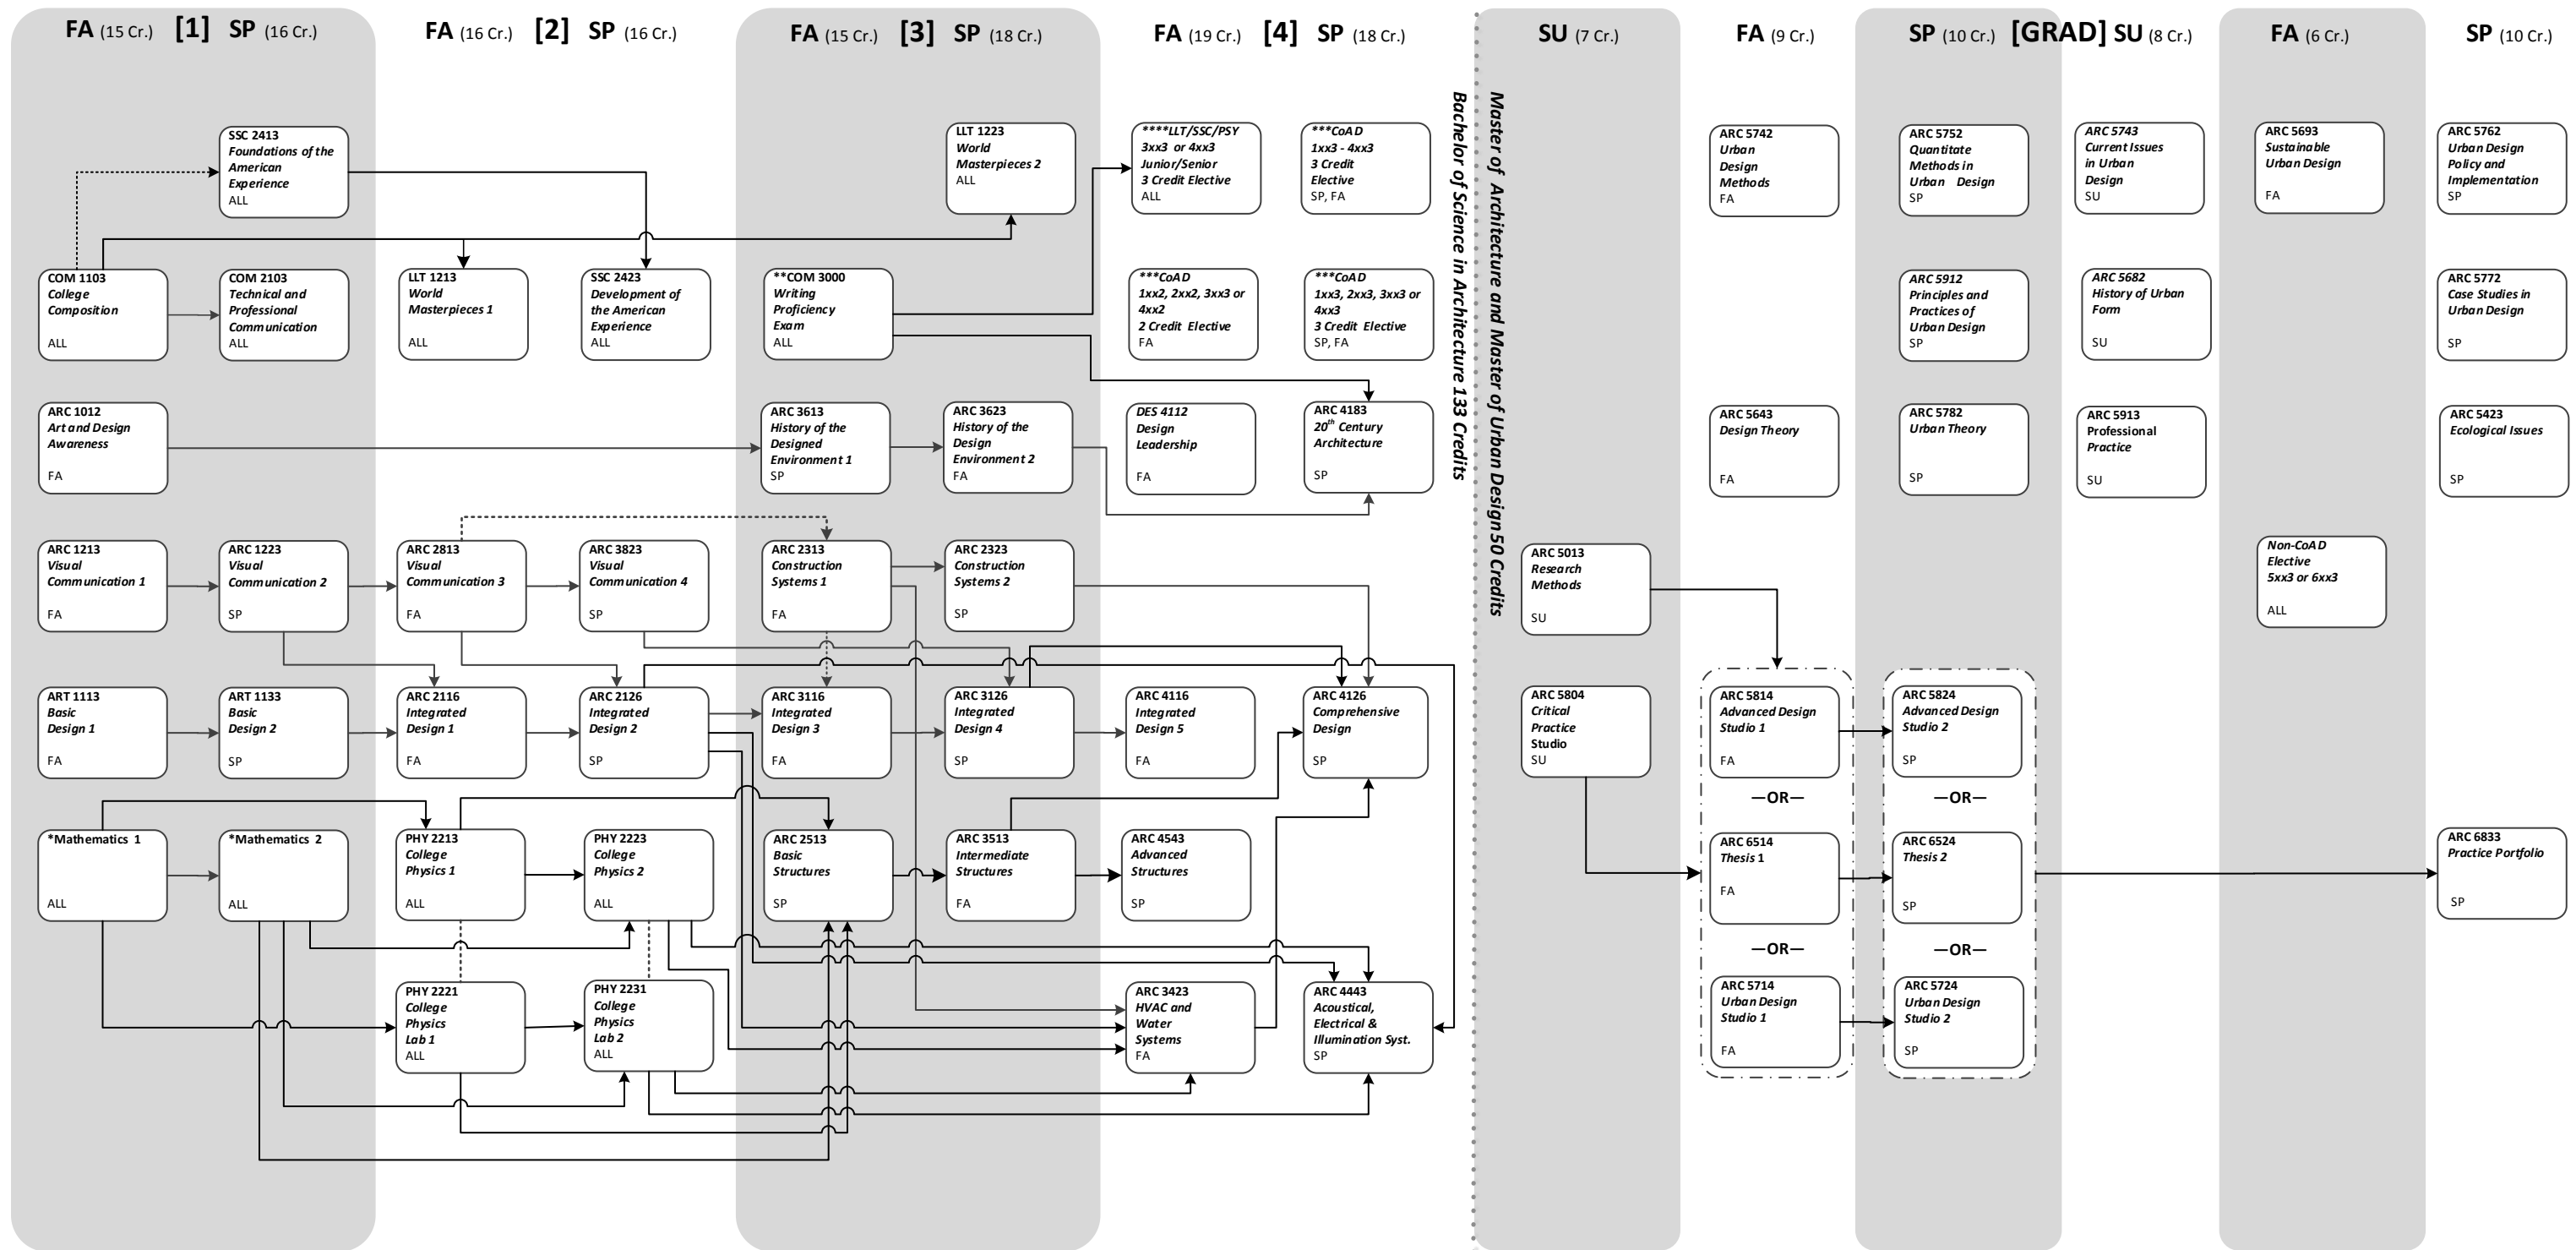 FA (15 Cr.) [1] SP (16 Cr.)
FA (16 Cr.) [2] SP (16 Cr.)
FA (15 Cr.) [3] SP (18 Cr.)
FA (19 Cr.) [4] SP (18 Cr.)
SU (7 Cr.)
FA (9 Cr.)
SP (10 Cr.) [GRAD] SU (8 Cr.)
FA (6 Cr.)
SP (10 Cr.)
SSC 2413
Foundations of the
American
Experience
ALL
LLT 1223
World
Masterpieces 2
ALL
****LLT/SSC/PSY
3xx3 or 4xx3
Junior/Senior
3 Credit Elective
ALL
***CoAD
1xx3 - 4xx3
3 Credit
Elective
SP, FA
Bachelor of Science in Architecture 133 Credits
Master of Architecture and Master of Urban Design 50 Credits
ARC 5742
Urban
Design
Methods
FA
ARC 5752
Quantitate
Methods in
Urban Design
SP
ARC 5743
Current Issues
in Urban
Design
SU
ARC 5693
Sustainable
Urban Design
FA
ARC 5762
Urban Design
Policy and
Implementation
SP
COM 1103
College
Composition
ALL
COM 2103
Technical and
Professional
Communication
ALL
LLT 1213
World
Masterpieces 1
ALL
SSC 2423
Development of
the American
Experience
ALL
**COM 3000
Writing
Proficiency
Exam
ALL
***CoAD
1xx2, 2xx2, 3xx3 or
4xx2
2 Credit Elective
FA
***CoAD
1xx3, 2xx3, 3xx3 or
4xx3
3 Credit Elective
SP, FA
ARC 5912
Principles and
Practices of
Urban Design
SP
ARC 5682
History of Urban
Form
SU
ARC 5772
Case Studies in
Urban Design
SP
ARC 1012
Art and Design
Awareness
FA
ARC 3613
History of the
Designed
Environment 1
SP
ARC 3623
History of the
Design
Environment 2
FA
DES 4112
Design
Leadership
FA
ARC 4183
20th Century
Architecture
SP
ARC 5643
Design Theory
FA
ARC 5782
Urban Theory
SP
ARC 5913
Professional
Practice
SU
ARC 5423
Ecological Issues
SP
ARC 1213
Visual
Communication 1
FA
ARC 1223
Visual
Communication 2
SP
ARC 2813
Visual
Communication 3
FA
ARC 3823
Visual
Communication 4
SP
ARC 2313
Construction
Systems 1
FA
ARC 2323
Construction
Systems 2
SP
ARC 5013
Research
Methods
SU
Non-CoAD
Elective
5xx3 or 6xx3
ALL
ART 1113
Basic
Design 1
FA
ART 1133
Basic
Design 2
SP
ARC 2116
Integrated
Design 1
FA
ARC 2126
Integrated
Design 2
SP
ARC 3116
Integrated
Design 3
FA
ARC 3126
Integrated
Design 4
SP
ARC 4116
Integrated
Design 5
FA
ARC 4126
Comprehensive
Design
SP
ARC 5804
Critical
Practice
Studio
SU
ARC 5814
Advanced Design
Studio 1
FA
ARC 5824
Advanced Design
Studio 2
SP
—OR—
—OR—
*Mathematics 1
ALL
*Mathematics 2
ALL
PHY 2213
College
Physics 1
ALL
PHY 2223
College
Physics 2
ALL
ARC 2513
Basic
Structures
SP
ARC 3513
Intermediate
Structures
FA
ARC 4543
Advanced
Structures
SP
ARC 6514
Thesis 1
FA
ARC 6524
Thesis 2
SP
ARC 6833
Practice Portfolio
SP
—OR—
—OR—
PHY 2221
College
Physics
Lab 1
ALL
PHY 2231
College
Physics
Lab 2
ALL
ARC 3423
HVAC and
Water
Systems
FA
ARC 4443
Acoustical,
Electrical &
Illumination Syst.
SP
ARC 5714
Urban Design
Studio 1
FA
ARC 5724
Urban Design
Studio 2
SP